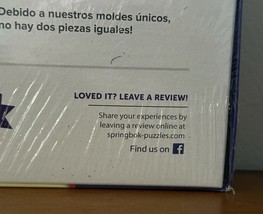 Debido a nuestros moldes únicos,
no hay dos piezas iguales!
LOVED IT? LEAVE A REVIEW!
Share your experiences by
leaving a review online at
springbok-puzzles.com
Find us on f